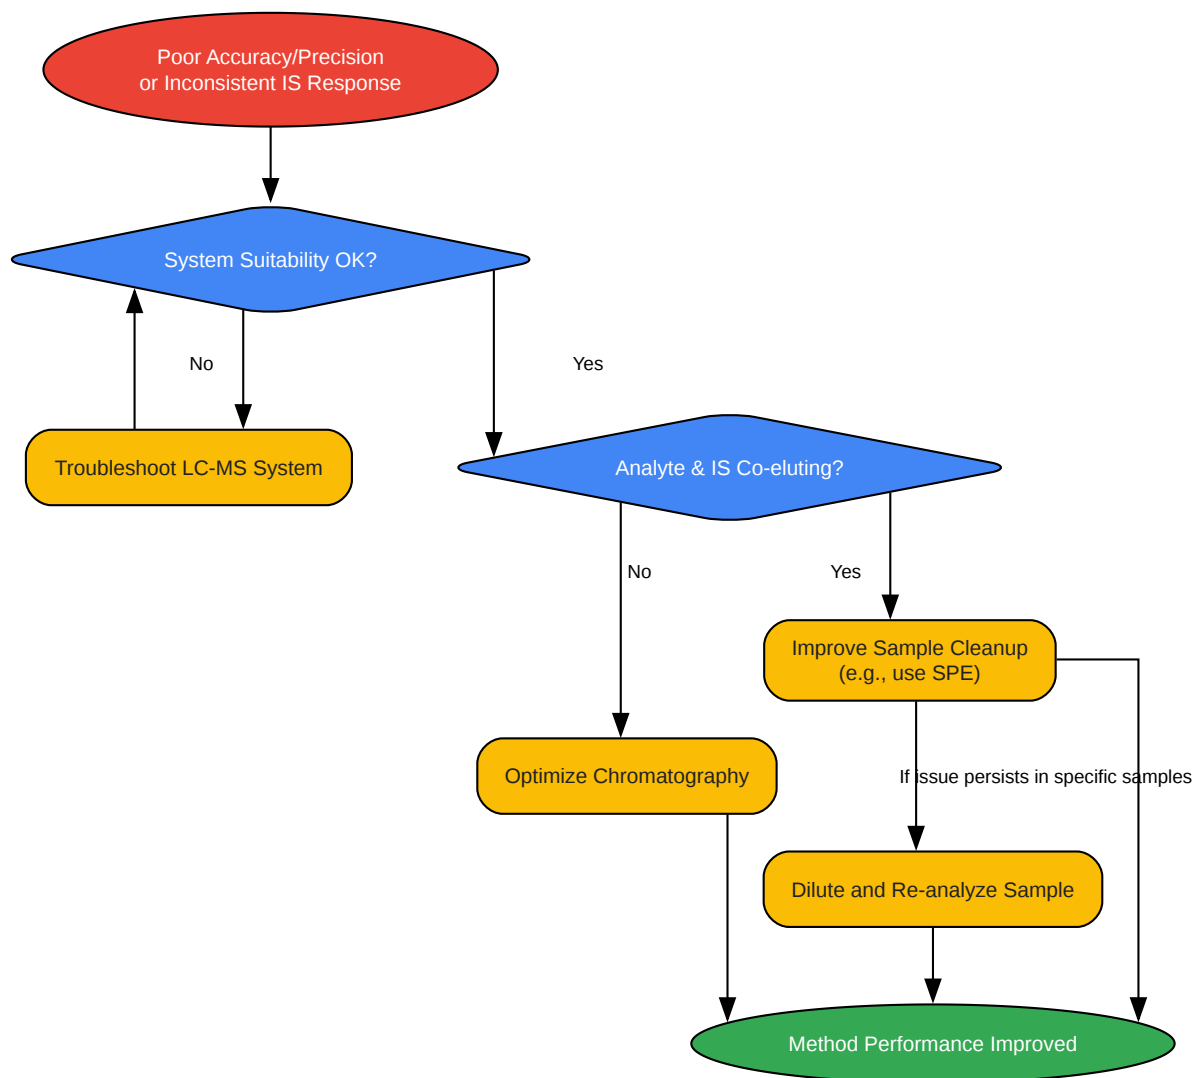 Poor Accuracy/Precision
or Inconsistent IS Response
System Suitability OK?
No
Yes
Troubleshoot LC-MS System
Analyte & IS Co-eluting?
No
Yes
Improve Sample Cleanup
(e.g., use SPE)
Optimize Chromatography
If issue persists in specific samples
Dilute and Re-analyze Sample
Method Performance Improved